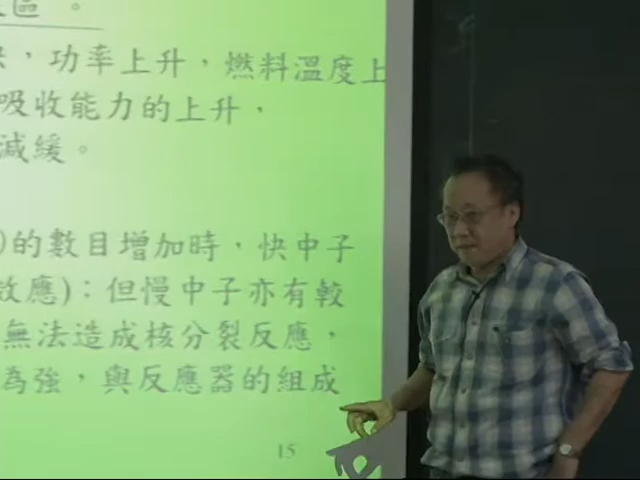 區。
，功率上升，燃料溫度上
吸收能力的上升，
減緩。
)的數目增加時，快中子
效應)：但慢中子亦有較
無法造成核分裂反應，
為強，與反應器的組成
15